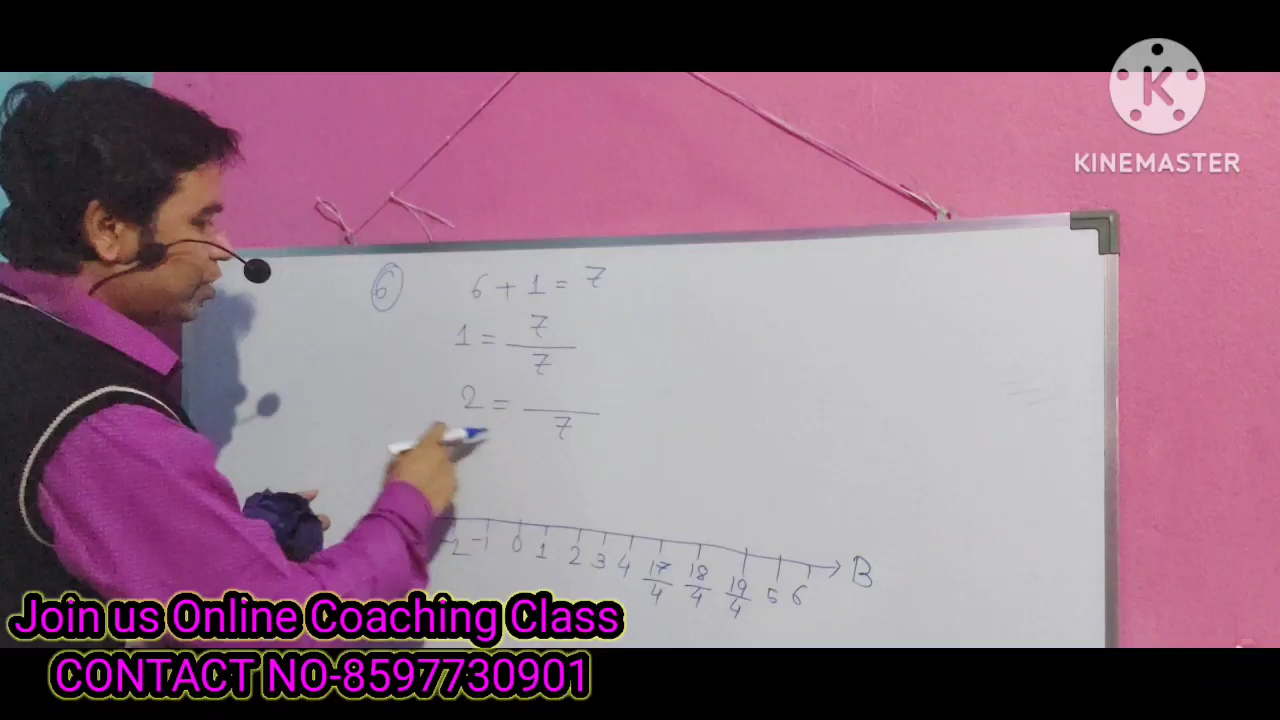 KINEMASTER
6
6 + 1 = 7
1 = 7/7
2 = /7
-2 -1 0 1 2 3 4 17/4 18/4 19/4 5 6 B
Join us Online Coaching Class
CONTACT NO-8597730901